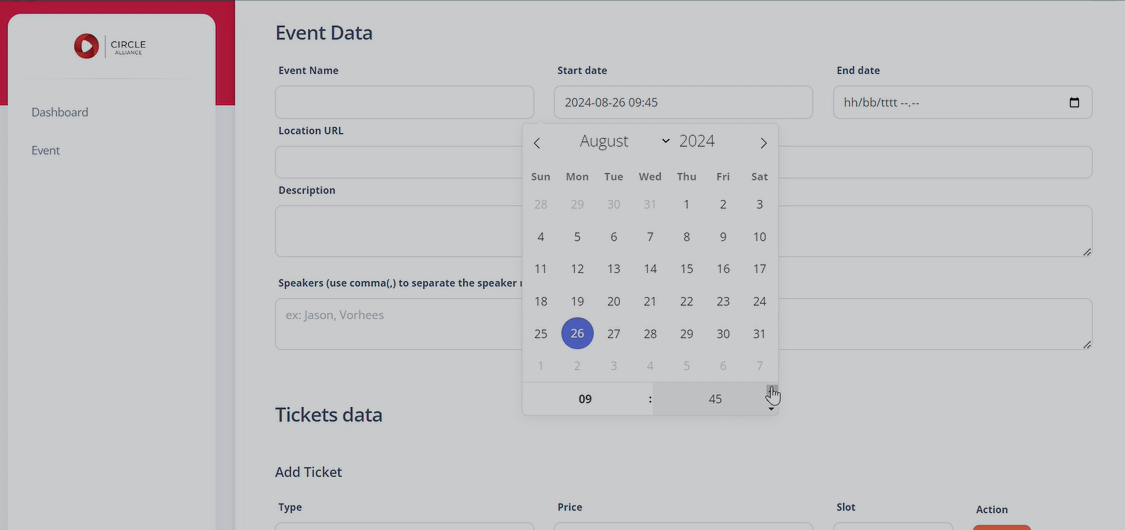 CIRCLE
ALLIANCE
Dashboard
Event
Event Data
Event Name
Start date
End date
2024-08-26 09:45
hh/bb/tttt --.--
Location URL
August
2024
Sun Mon Tue Wed Thu Fri Sat
28 29 30 31 1 2 3
4 5 6 7 8 9 10
11 12 13 14 15 16 17
18 19 20 21 22 23 24
25 26 27 28 29 30 31
1 2 3 4 5 6 7
09 : 45
Description
Speakers (use comma(,) to separate the speaker
ex: Jason, Vorhees
Tickets data
Add Ticket
Type
Price
Slot
Action